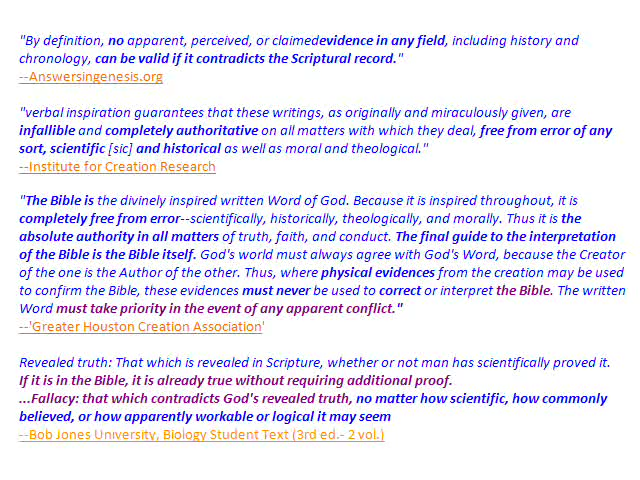 "By definition, no apparent, perceived, or claimedevidence in any field, including history and
chronology, can be valid if it contradicts the Scriptural record."
--Answersingenesis.org
"verbal inspiration guarantees that these writings, as originally and miraculously given, are
infallible and completely authoritative on all matters with which they deal, free from error of any
sort, scientific [sic] and historical as well as moral and theological."
--Institute for Creation Research
"The Bible is the divinely inspired written Word of God. Because it is inspired throughout, it is
completely free from error--scientifically, historically, theologically, and morally. Thus it is the
absolute authority in all matters of truth, faith, and conduct. The final guide to the interpretation
of the Bible is the Bible itself. God's world must always agree with God's Word, because the Creator
of the one is the Author of the other. Thus, where physical evidences from the creation may be used
to confirm the Bible, these evidences must never be used to correct or interpret the Bible. The written
Word must take priority in the event of any apparent conflict."
--'Greater Houston Creation Association'
Revealed truth: That which is revealed in Scripture, whether or not man has scientifically proved it.
If it is in the Bible, it is already true without requiring additional proof.
...Fallacy: that which contradicts God's revealed truth, no matter how scientific, how commonly
believed, or how apparently workable or logical it may seem
--Bob Jones University, Biology Student Text (3rd ed.- 2 vol.)